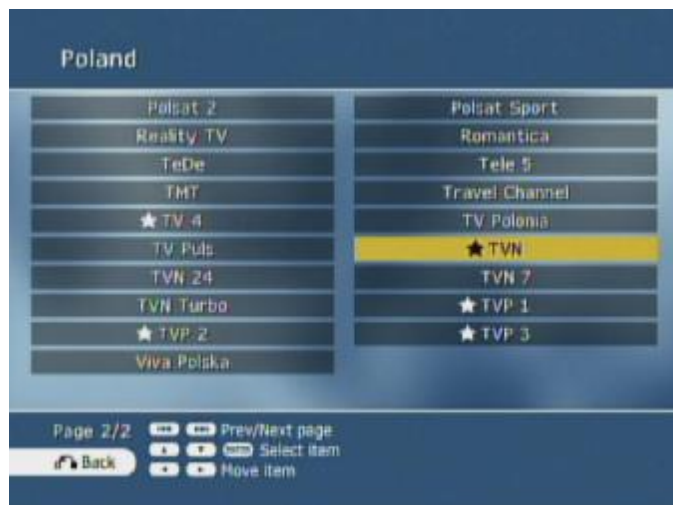 Poland
Polsat 2
Polsat Sport
Reality TV
Romantica
TeDe
Tele 5
TMT
Travel Channel
★ TV 4
TV Polonia
TV Puls
★ TVN
TVN 24
TVN 7
TVN Turbo
★ TVP 1
★ TVP 2
★ TVP 3
Viva Polska
Page 2/2 Prev/Next page
Select item
Back
Move item